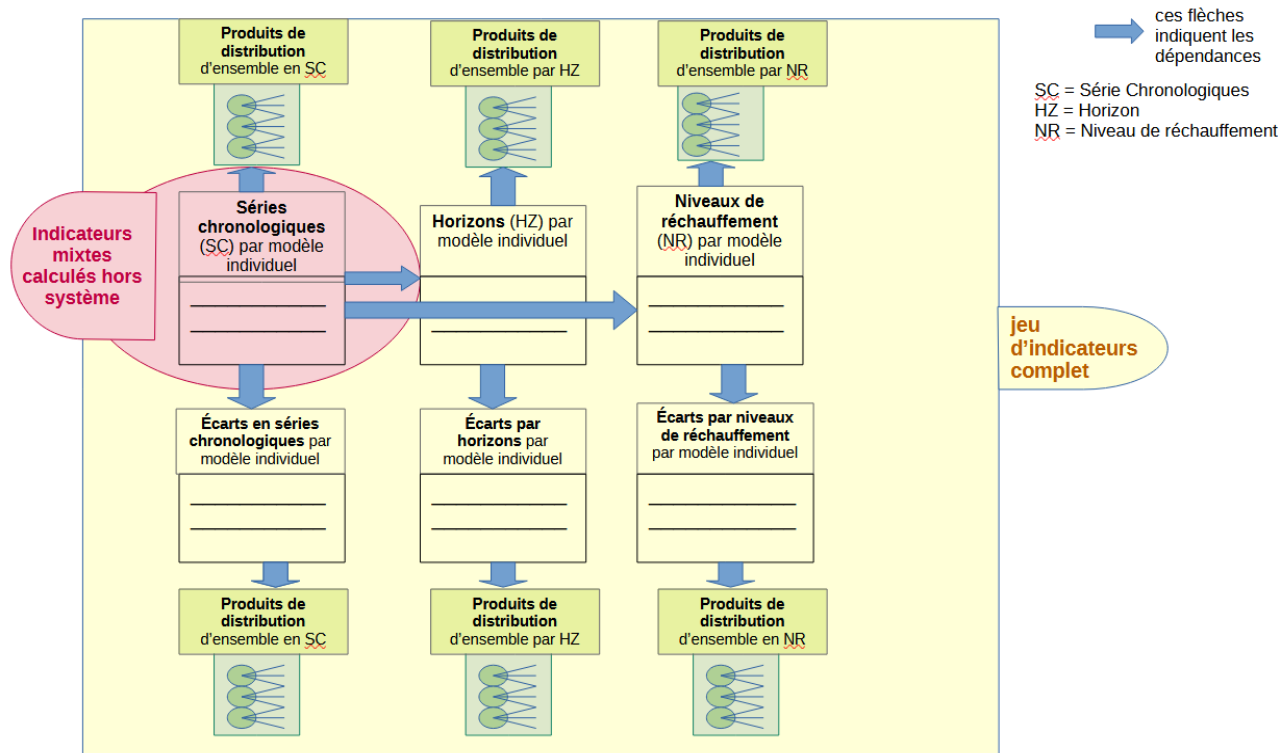 Produits de
distribution
d'ensemble en SC
Produits de
distribution
d'ensemble par HZ
Produits de
distribution
d'ensemble par NR
ces flèches
indiquent les
dépendances
SC = Série Chronologiques
HZ = Horizon
NR = Niveau de réchauffement
Indicateurs
mixtes
calculés hors
système
Séries
chronologiques
(SC) par modèle
individuel
Horizons (HZ) par
modèle individuel
Niveaux de
réchauffement
(NR) par modèle
individuel
jeu
d'indicateurs
complet
Écarts en séries
chronologiques par
modèle individuel
Écarts par
horizons par
modèle individuel
Écarts par niveaux
de réchauffement
par modèle individuel
Produits de
distribution
d'ensemble en SC
Produits de
distribution
d'ensemble par HZ
Produits de
distribution
d'ensemble en NR